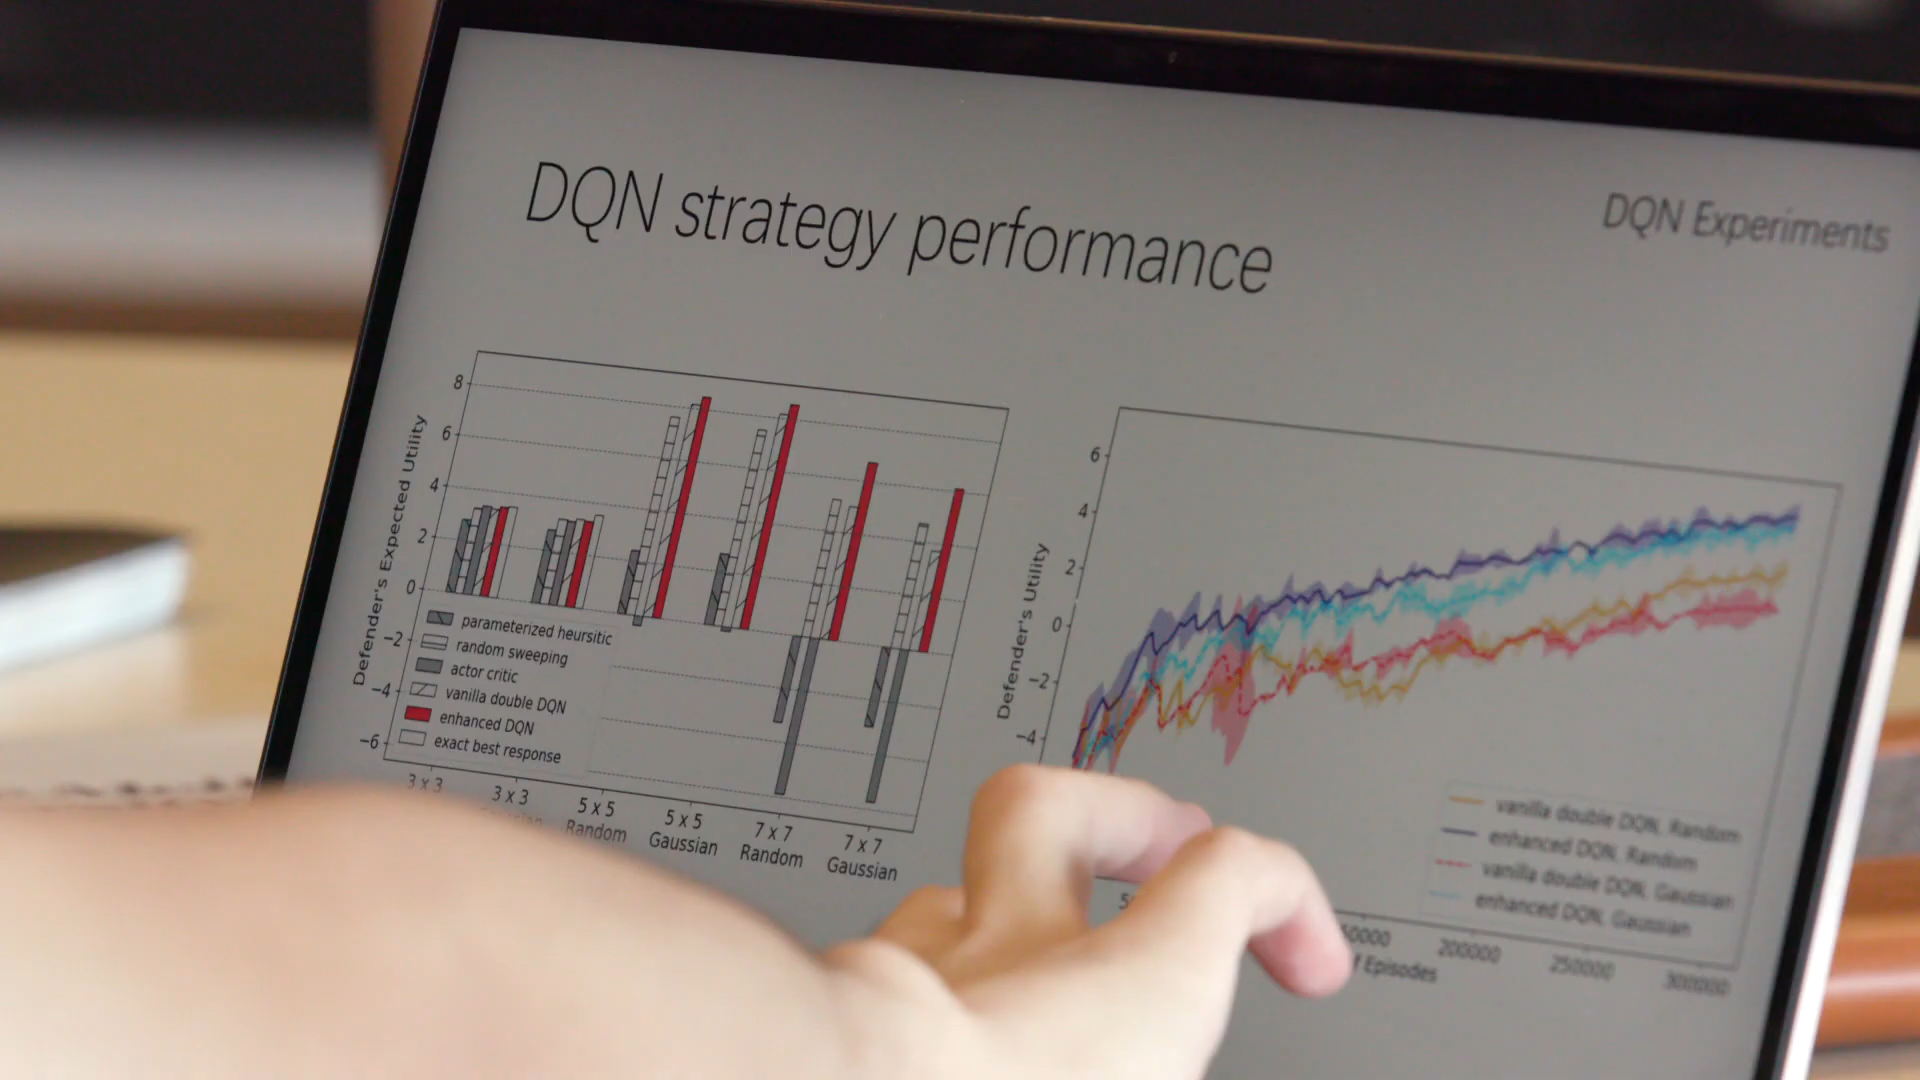 DQN strategy performance
DQN Experiments
Defender's Expected Utility
8
6
4
2
0
−2
−4
−6
parameterized heursitic
random sweeping
actor critic
vanilla double DQN
enhanced DQN
exact best response
3 x 3
3 x 3
5 x 5
Random
5 x 5
Gaussian
7 x 7
Random
7 x 7
Gaussian
Defender's Utility
6
4
2
0
−2
−4
vanilla double DQN, Random
enhanced DQN, Random
vanilla double DQN, Gaussian
enhanced DQN, Gaussian
200000
250000
300000
Episodes